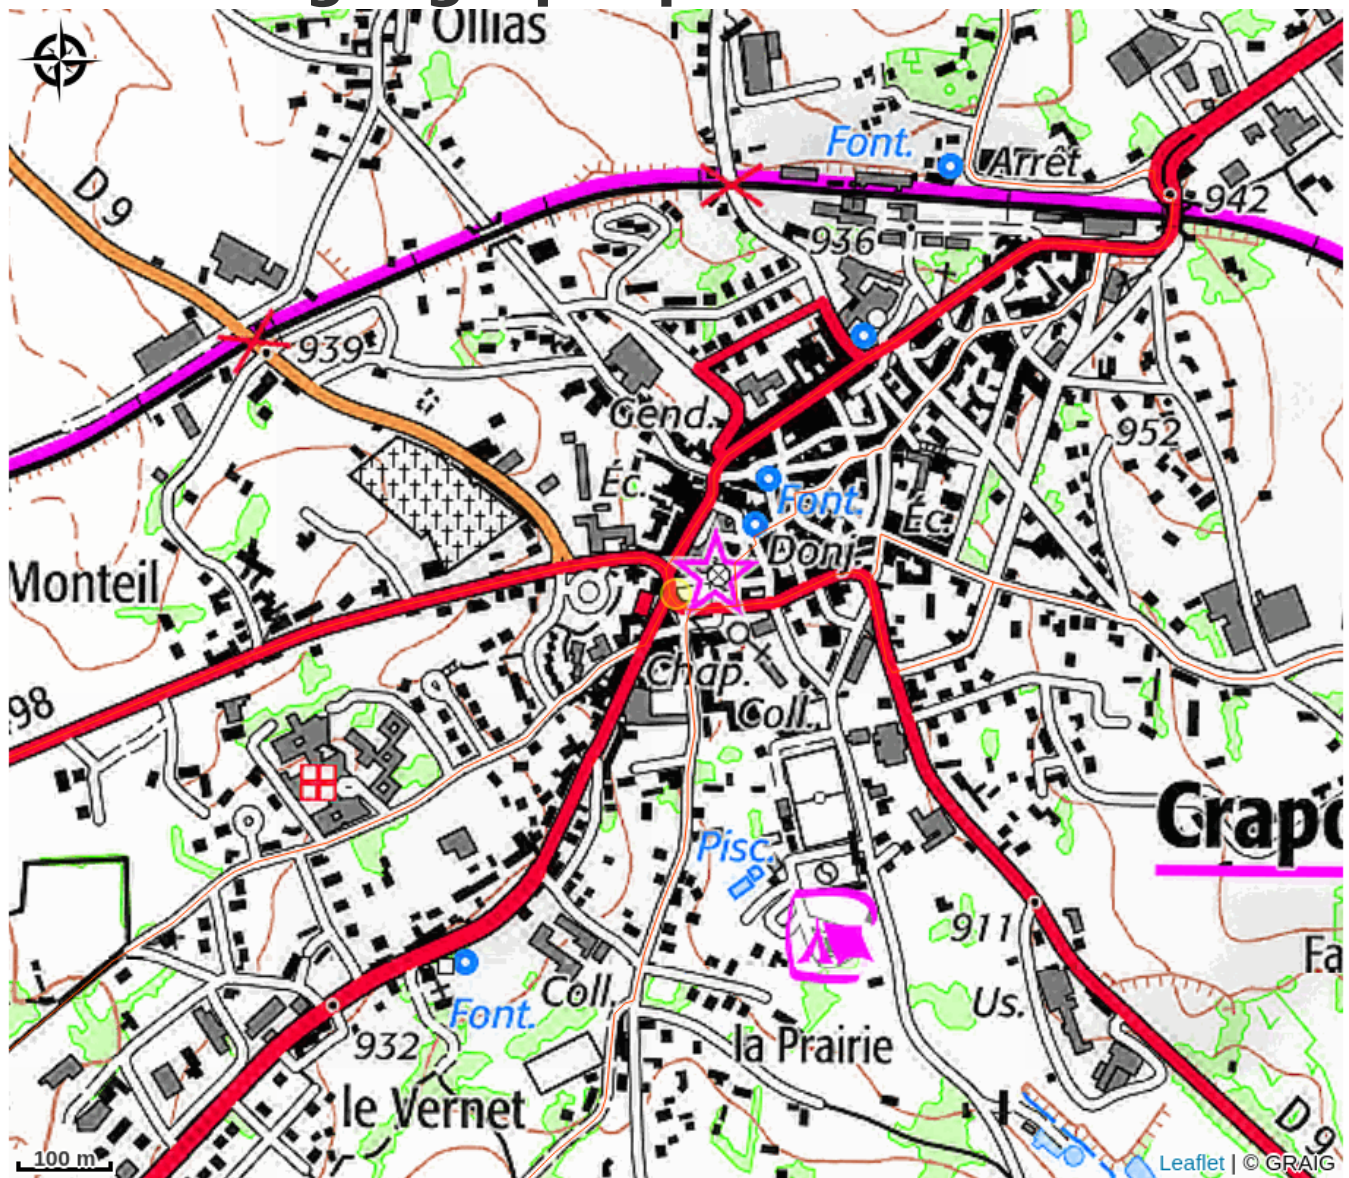 Ollias
Font.
Arrêt
D 9
942
936
939
Gend.
952
Éc.
Font.
Éc.
Donj.
Monteil
Chap.
98
Coll.
Crapo
Pisc.
911
Fa
Coll.
Us.
Font.
932
la Prairie
le Vernet
D 9
100 m
Leaflet | © GRAIG